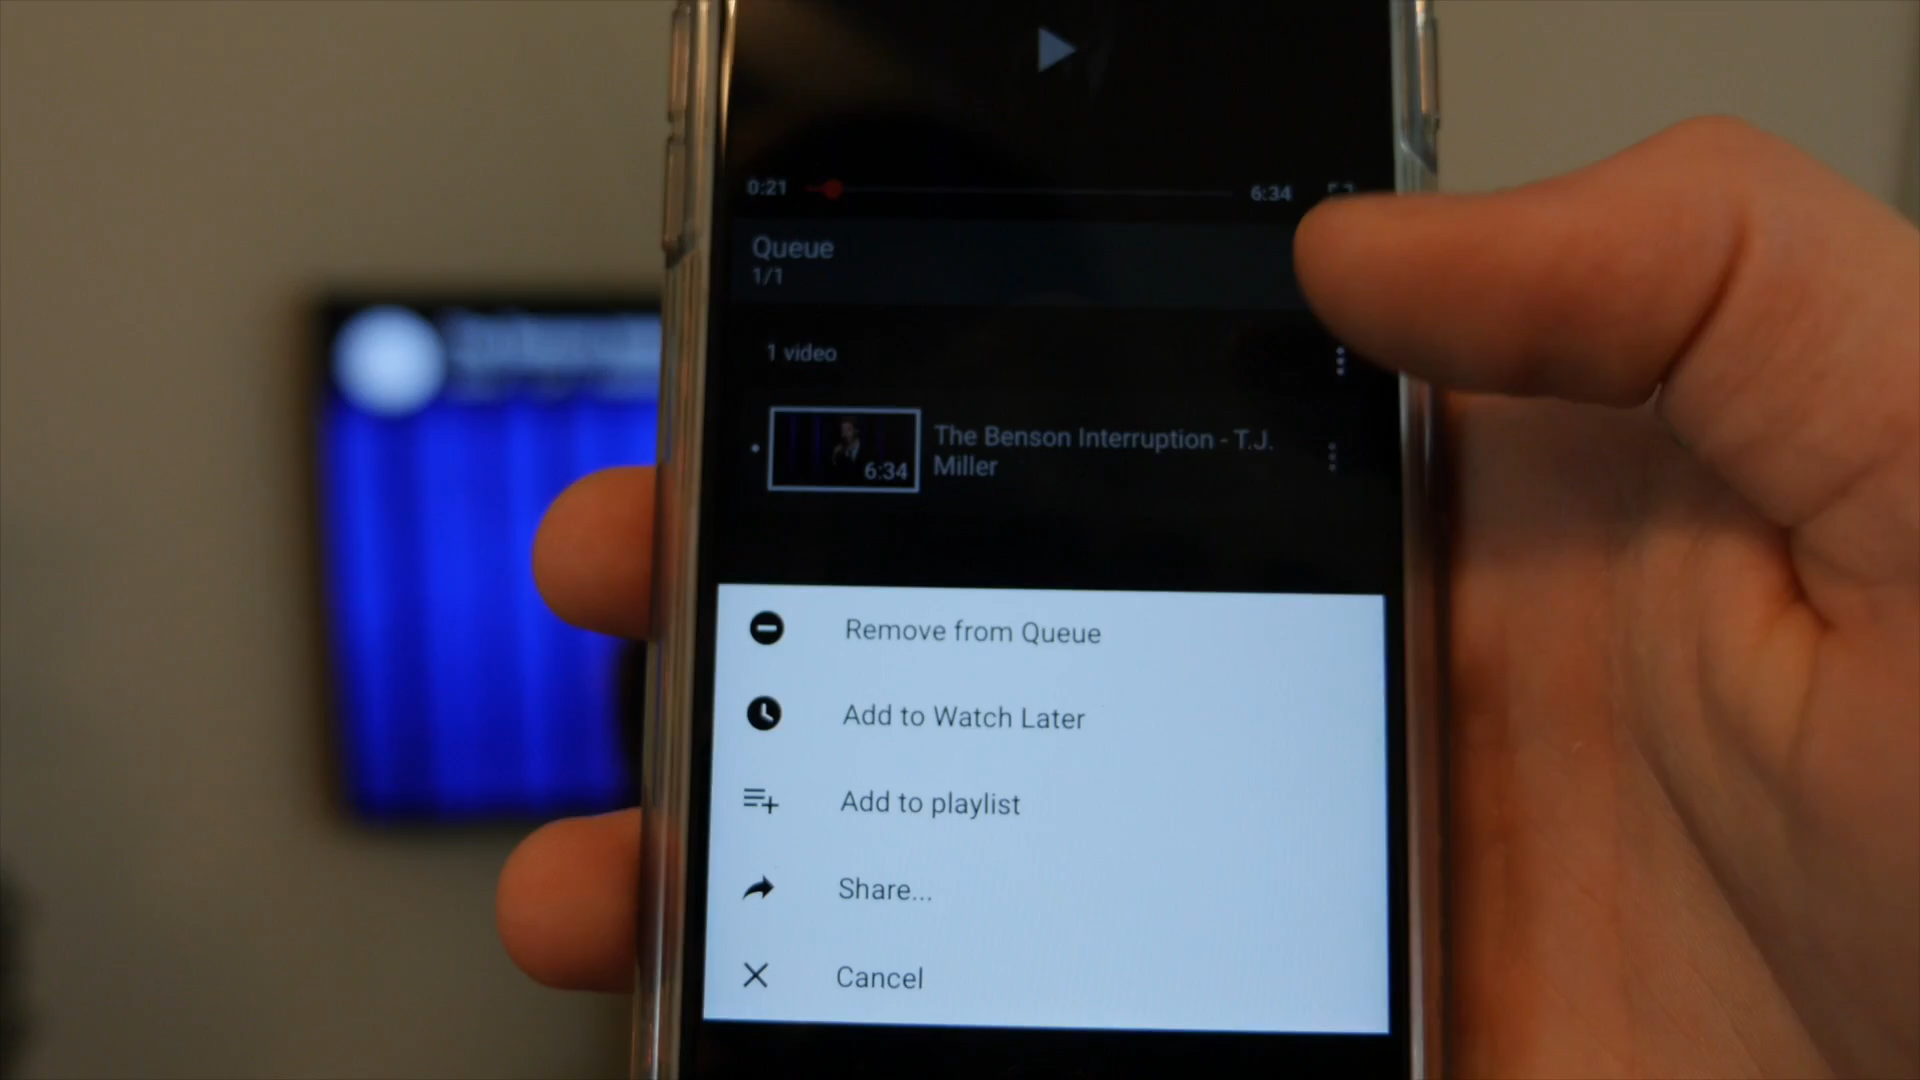 0:21 6:34
Queue
1/1
1 video
6:34
The Benson Interruption - T.J.
Miller
Remove from Queue
Add to Watch Later
Add to playlist
Share...
Cancel